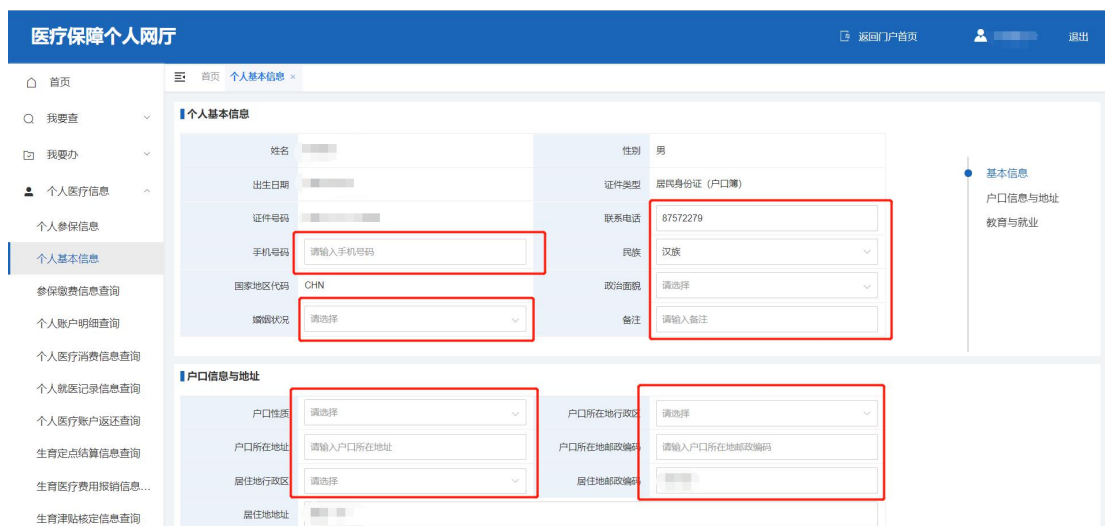 医疗保障个人网厅
返回门户首页
退出
首页
我要查
我要办
个人医疗信息
个人参保信息
个人基本信息
参保缴费信息查询
个人账户明细查询
个人医疗消费信息查询
个人就医记录信息查询
个人医疗账户返还查询
生育定点结算信息查询
生育医疗费用报销信息...
生育津贴核定信息查询
首页 个人基本信息 ×
个人基本信息
姓名
性别 男
出生日期
证件类型 居民身份证（户口簿）
证件号码
联系电话 87572279
手机号码 请输入手机号码
民族 汉族
国家地区代码 CHN
政治面貌 请选择
婚姻状况 请选择
备注 请输入备注
基本信息
户口信息与地址
教育与就业
户口信息与地址
户口性质 请选择
户口所在地行政区 请选择
户口所在地址 请输入户口所在地址
户口所在地邮政编码 请输入户口所在地邮政编码
居住地行政区 请选择
居住地邮政编码
居住地地址